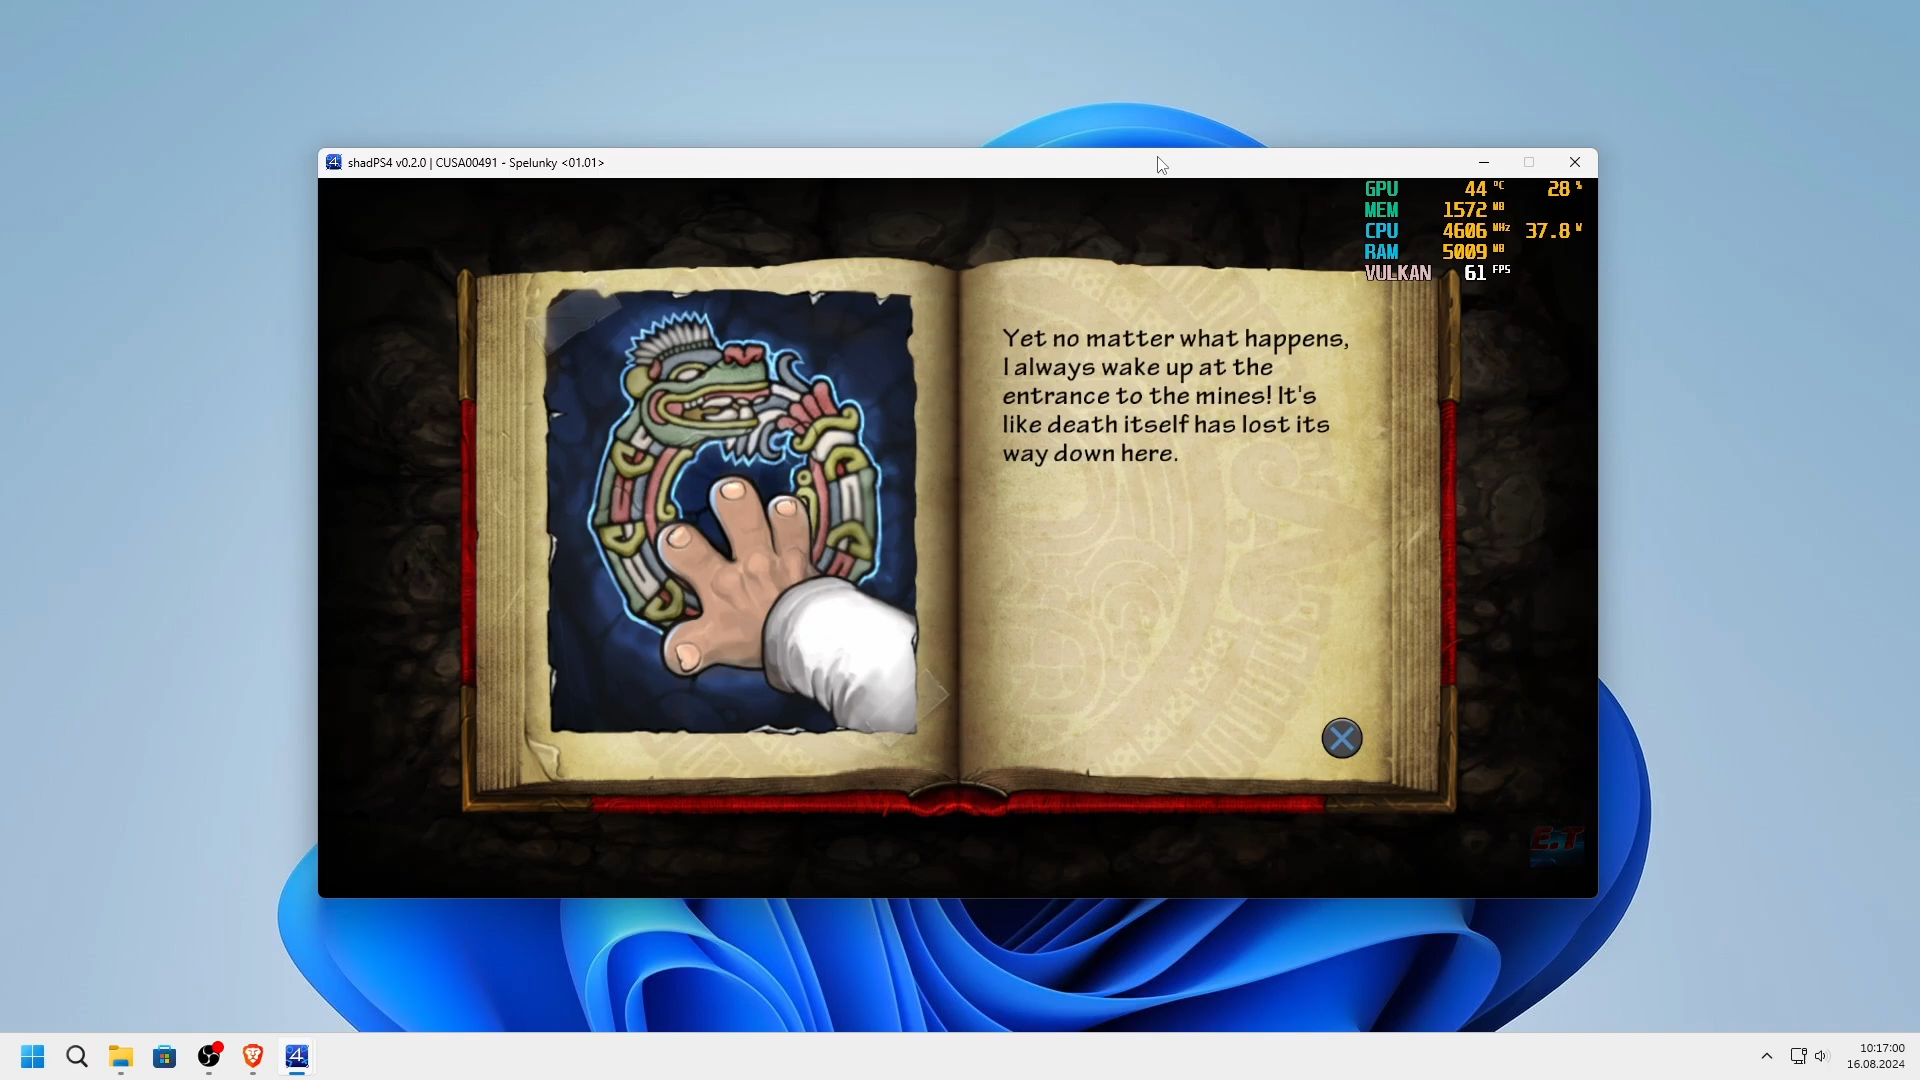 shadPS4 v0.2.0 | CUSA00491 - Spelunky <01.01>
GPU 44 °C 28 %
MEM 1572 MB
CPU 4606 MHz 37.8 W
RAM 5009 MB
VULKAN 61 FPS
Yet no matter what happens,
I always wake up at the
entrance to the mines! It's
like death itself has lost its
way down here.
E.T
10:17:00
16.08.2024